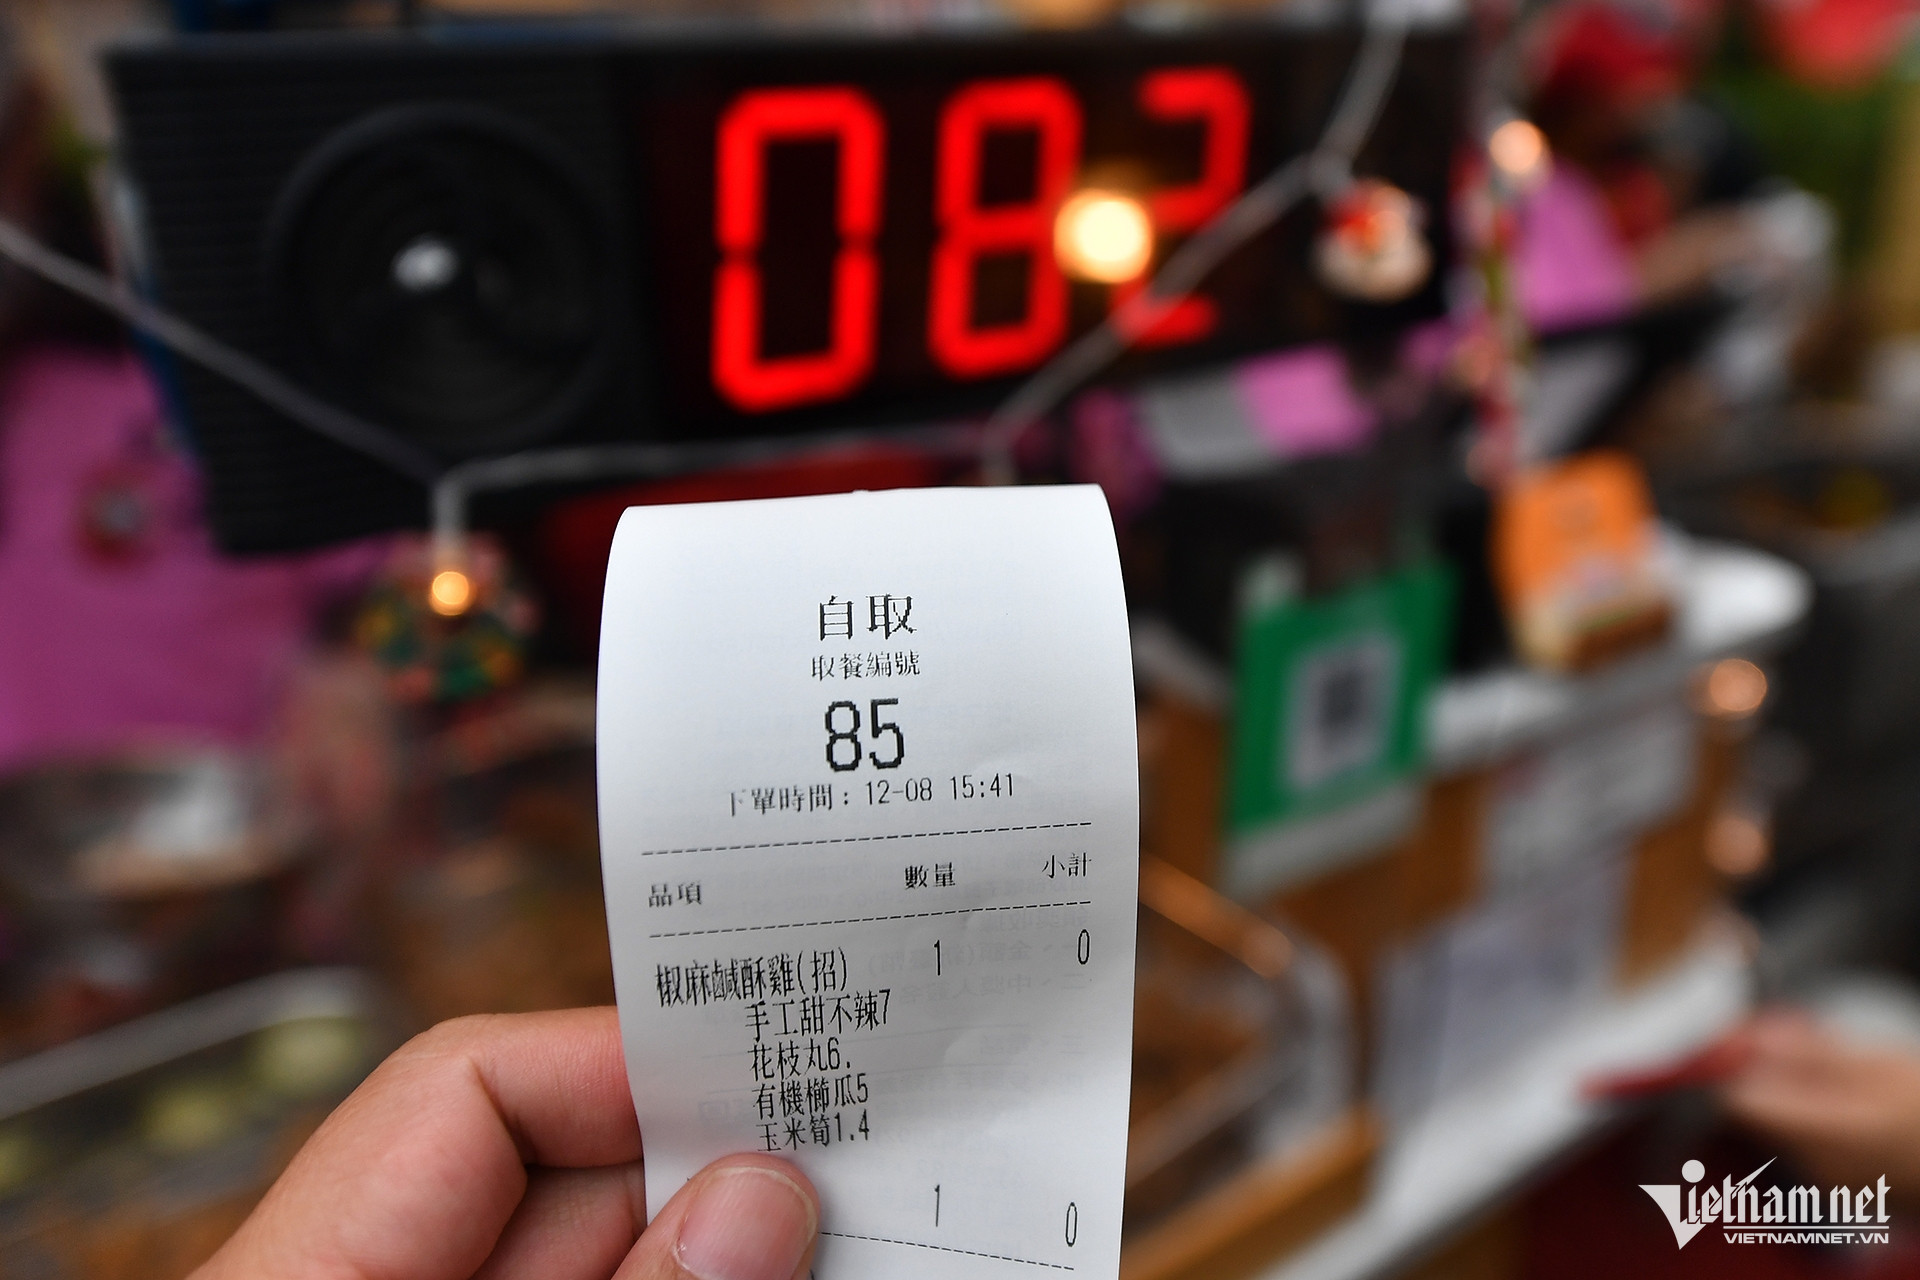 082
自取
取餐編號
85
下單時間：12-08 15:41
品項 數量 小計
椒麻鹹酥雞(招) 1 0
手工甜不辣7
花枝丸6.
有機櫛瓜5
玉米筍1.4
1 0
Vietnamnet
VIETNAMNET.VN